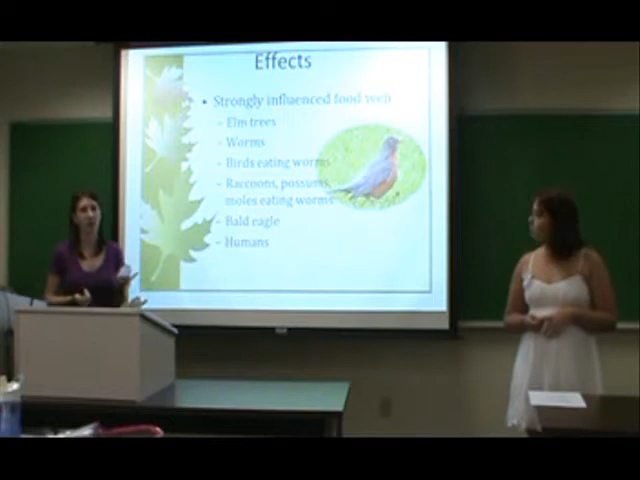 Effects
• Strongly influenced food web
– Elm trees
– Worms
– Birds eating worms
– Raccoons, possums,
moles eating worms
– Bald eagle
– Humans